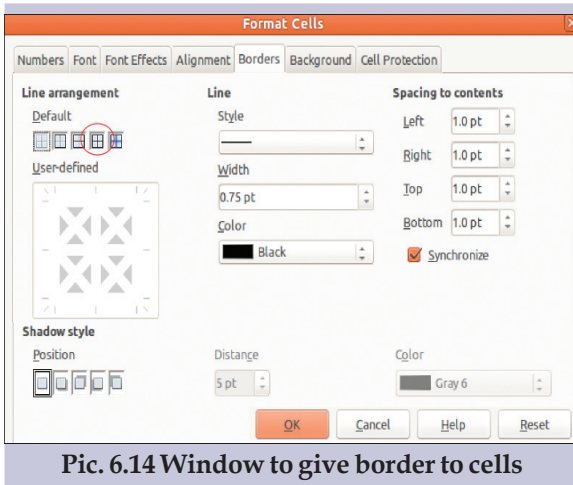 Format Cells
Numbers Font Font Effects Alignment Borders Background Cell Protection
Line arrangement
Default
User-defined
Line
Style
Width
0.75 pt
Color
Black
Spacing to contents
Left 1.0 pt
Right 1.0 pt
Top 1.0 pt
Bottom 1.0 pt
Synchronize
Shadow style
Position
Distance
5 pt
Color
Gray 6
OK Cancel Help Reset
Pic. 6.14 Window to give border to cells